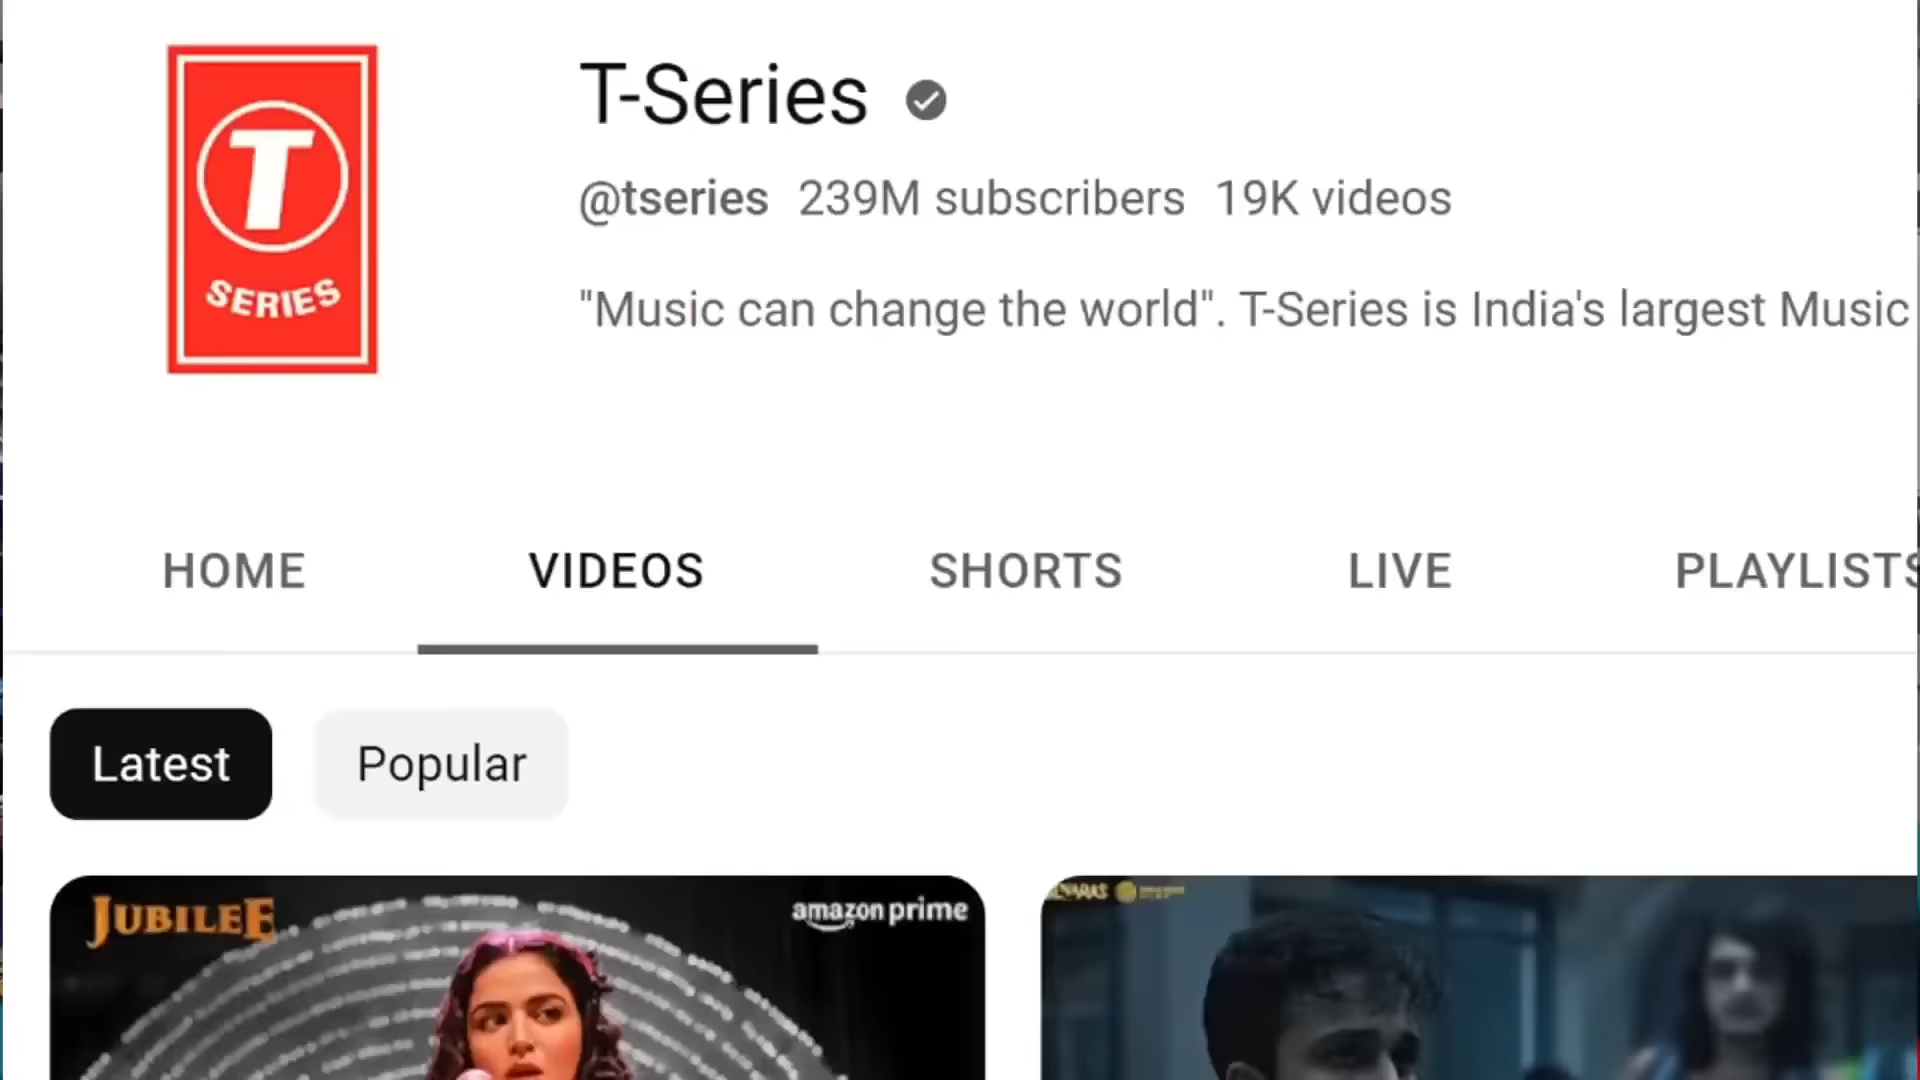 T
SERIES
T-Series
@tseries 239M subscribers 19K videos
"Music can change the world". T-Series is India's largest Music
HOME VIDEOS SHORTS LIVE PLAYLISTS
Latest Popular
JUBILEE
amazon prime